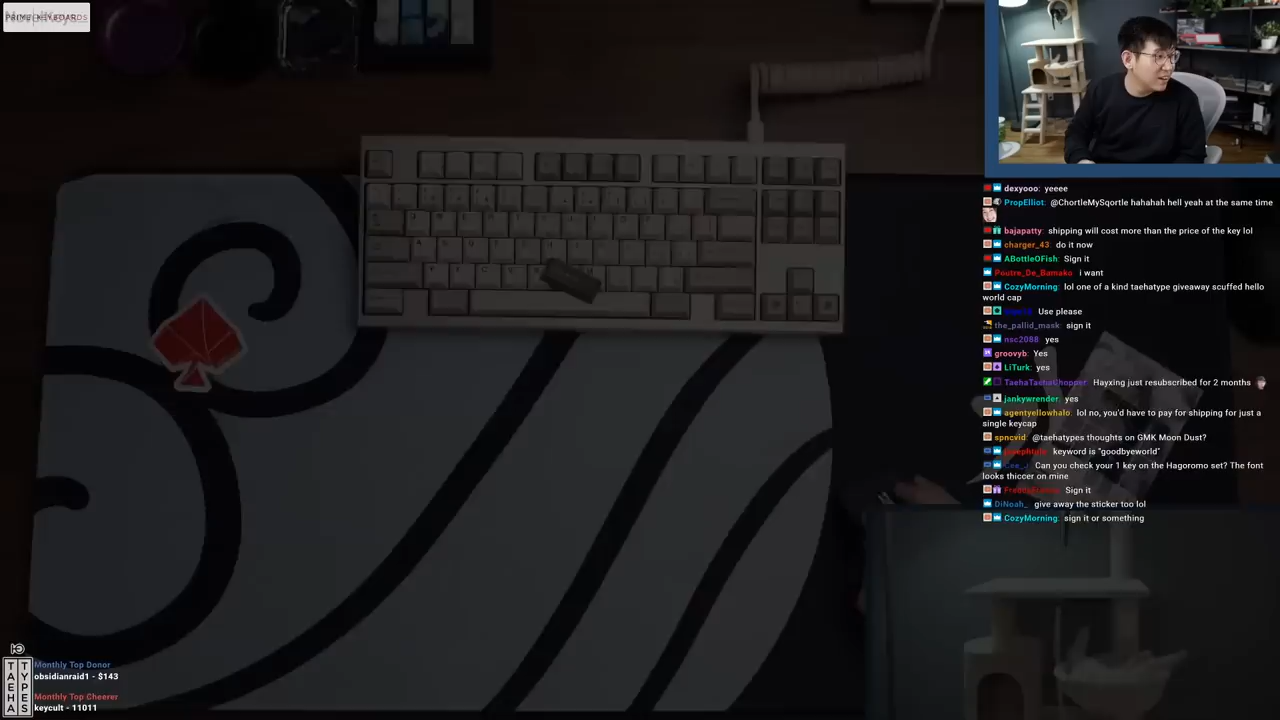 PRIME KEYBOARDS
dexyooo: yeeee
PropElliot: @ChortleMySqortle hahahah hell yeah at the same time
bajapatty: shipping will cost more than the price of the key lol
charger_43: do it now
ABottleOfFish: Sign it
Poutre_De_Bamako: i want
CozyMorning: lol one of a kind taehatype giveaway scuffed hello
world cap
Use please
the_pallid_mask: sign it
nsc2088: yes
groovyb: Yes
LiTurk: yes
TaehaTaehaChopper: Hayxing just resubscribed for 2 months
jankywrender: yes
agentyellowhalo: lol no, you'd have to pay for shipping for just a
single keycap
spncvid: @taehatypes thoughts on GMK Moon Dust?
keyword is "goodbyeworld"
Can you check your 1 key on the Hagoromo set? The font
looks thiccer on mine
Sign it
DiNoah_: give away the sticker too lol
CozyMorning: sign it or something
TAEHA
TYPES
Monthly Top Donor
obsidianraid1 - $143
Monthly Top Cheerer
keycult - 11011